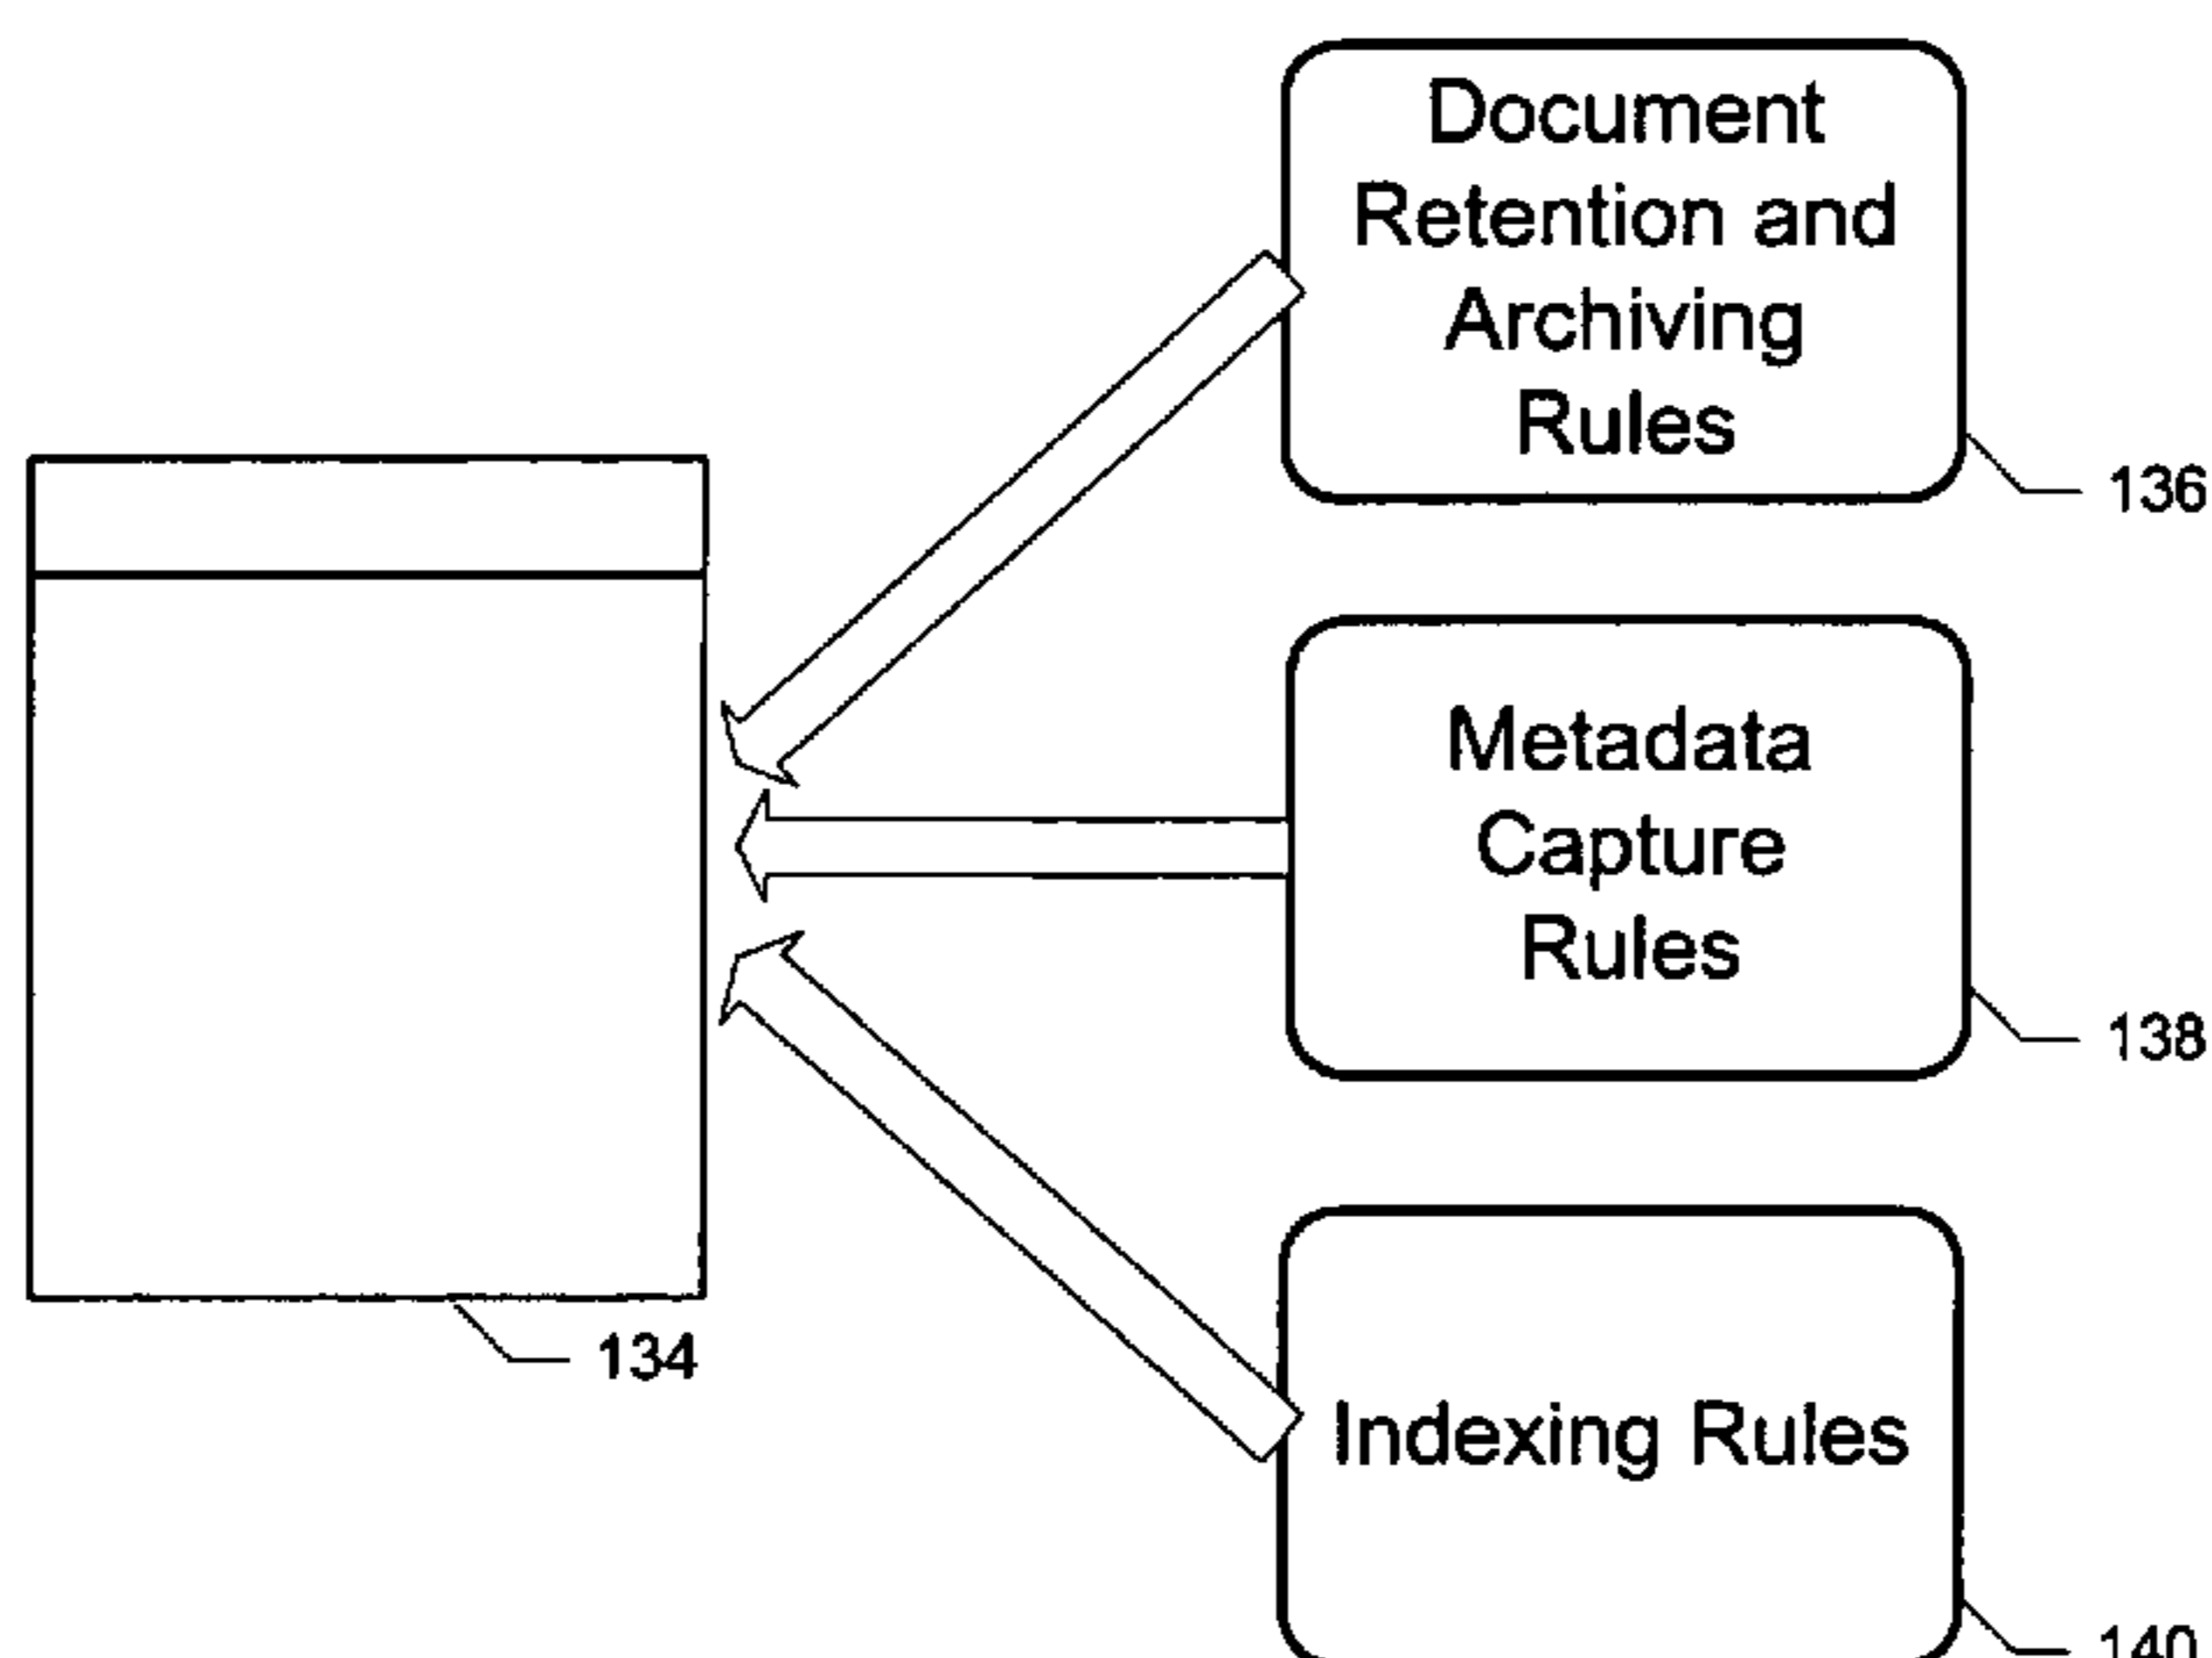 Document
Retention and
Archiving
Rules
136
Metadata
Capture
Rules
138
134
Indexing Rules
140